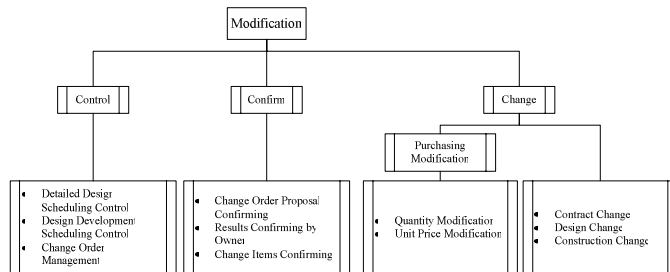 Modification
Control
Confirm
Change
Purchasing
Modification
Detailed Design
Scheduling Control
Design Development
Scheduling Control
Change Order
Management
Change Order Proposal
Confirming
Results Confirming by
Owner
Change Items Confirming
Quantity Modification
Unit Price Modification
Contract Change
Design Change
Construction Change